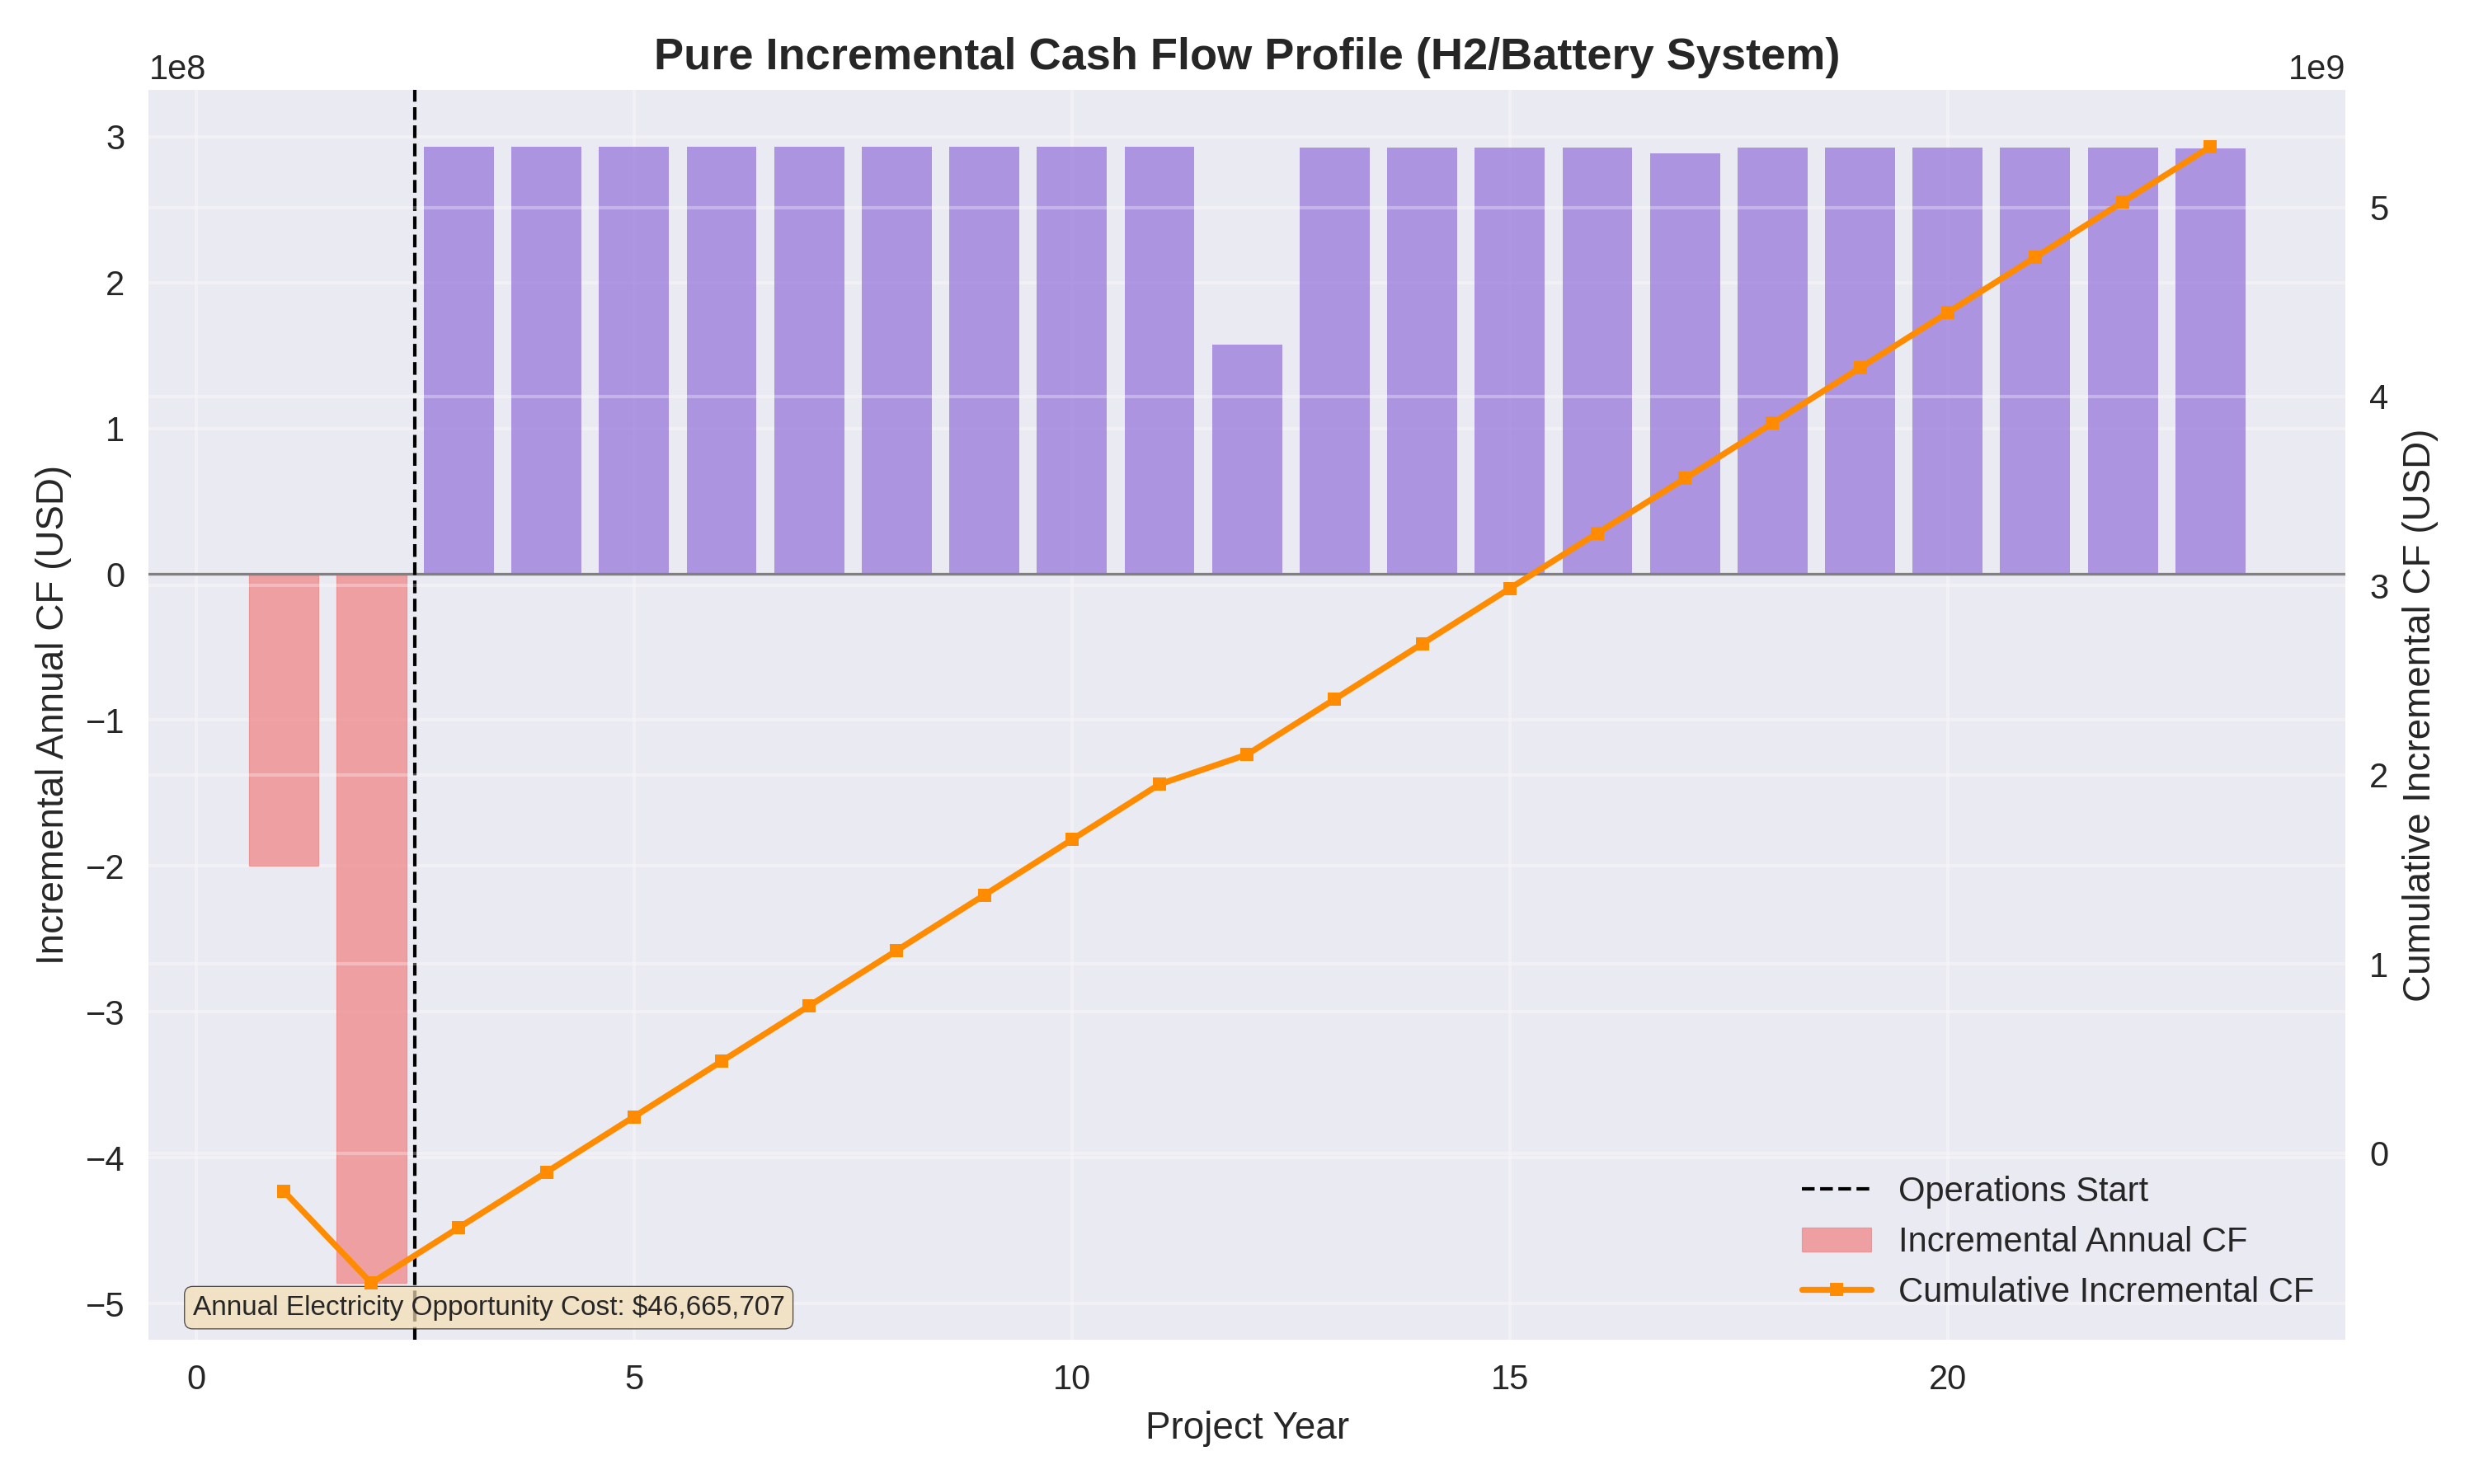 Pure Incremental Cash Flow Profile (H2/Battery System)
1e8
1e9
3
2
1
0
−1
−2
−3
−4
−5
Incremental Annual CF (USD)
5
4
3
2
1
0
Cumulative Incremental CF (USD)
Operations Start
Incremental Annual CF
Cumulative Incremental CF
Annual Electricity Opportunity Cost: $46,665,707
0
5
10
15
20
Project Year